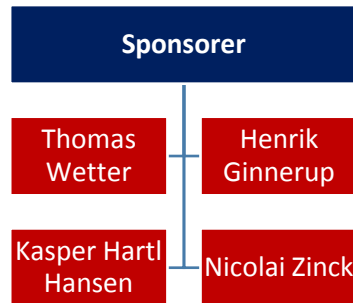 Sponsorer
Thomas
Wetter
Henrik
Ginnerup
Kasper Hartl
Hansen
Nicolai Zinck